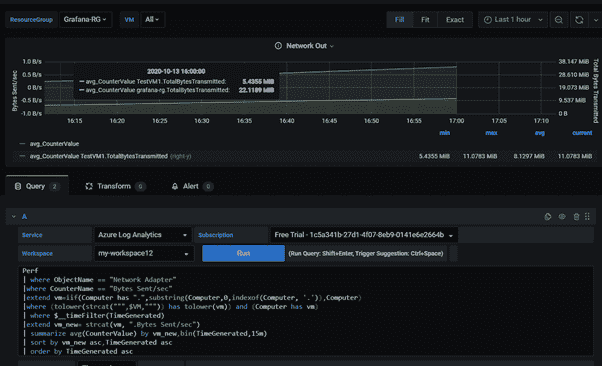 ResourceGroup Grafana-RG VM All Fill Fit Exact Last 1 hour
Network Out
1.0 B/s 38.147 MiB
0.5 B/s 28.610 MiB
0 B/s 19.073 MiB
-0.5 B/s 9.537 MiB
-1.0 B/s 0 B
Bytes Sent/sec
Total Bytes Transmitted
2020-10-13 16:00:00
avg_CounterValue TestVM1.TotalBytesTransmitted: 5.4355 MiB
avg_CounterValue grafana-rg.TotalBytesTransmitted: 22.1189 MiB
16:15 16:20 16:25 16:30 16:35 16:40 16:45 16:50 16:55 17:00 17:05 17:10
min max avg current
avg_CounterValue
avg_CounterValue TestVM1.TotalBytesTransmitted (right y) 5.4355 MiB 11.0783 MiB 8.1297 MiB 11.0783 MiB
Query 2 Transform 0 Alert 0
A
Service Azure Log Analytics Subscription Free Trial - 1c5a341b-27d1-4f07-8eb9-0141e6e2664b
Workspace my-workspace12 Run (Run Query: Shift+Enter, Trigger Suggestion: Ctrl+Space)
Perf
| where ObjectName == "Network Adapter"
|where CounterName == "Bytes Sent/sec"
|extend vm=iif(Computer has ".",substring(Computer,0,indexof(Computer, '.')),Computer)
|where (tolower(strcat(""",$VM,""")) has tolower(vm)) and (Computer has vm)
| where $__timeFilter(TimeGenerated)
|extend vm_new= strcat(vm, ".Bytes Sent/sec")
| summarize avg(CounterValue) by vm_new,bin(TimeGenerated,15m)
| sort by vm_new asc,TimeGenerated asc
| order by TimeGenerated asc